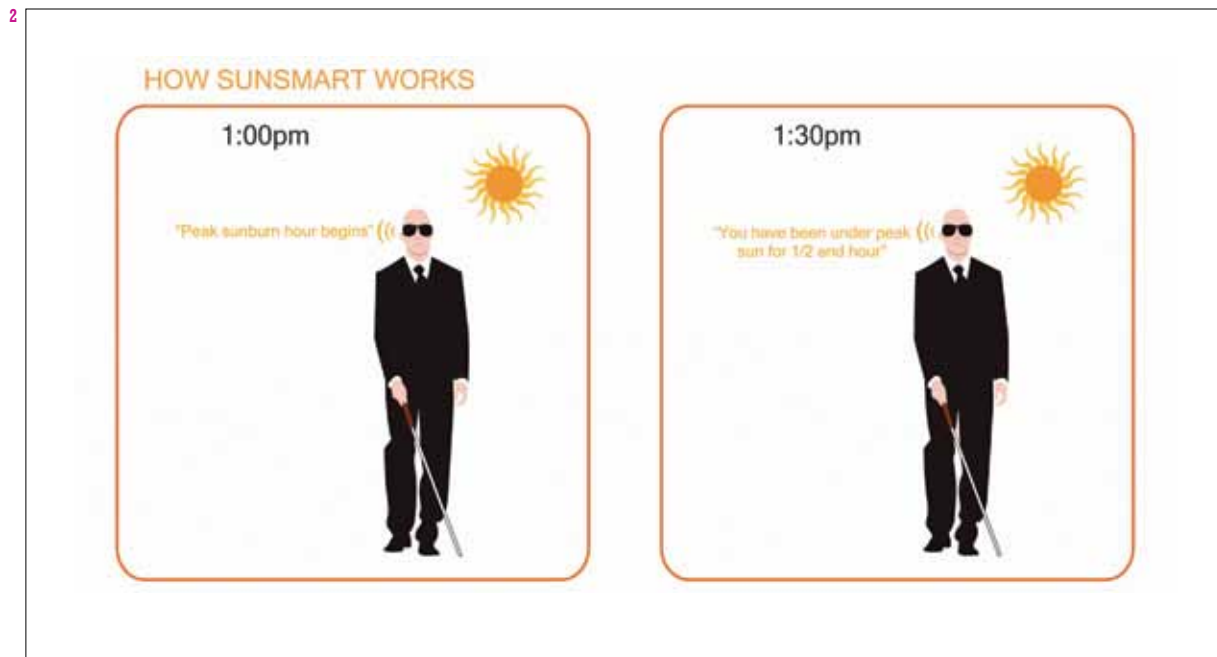 2
HOW SUNSMART WORKS
1:00pm
"Peak sunburn hour begins"
1:30pm
"You have been under peak
sun for 1/2 end hour"